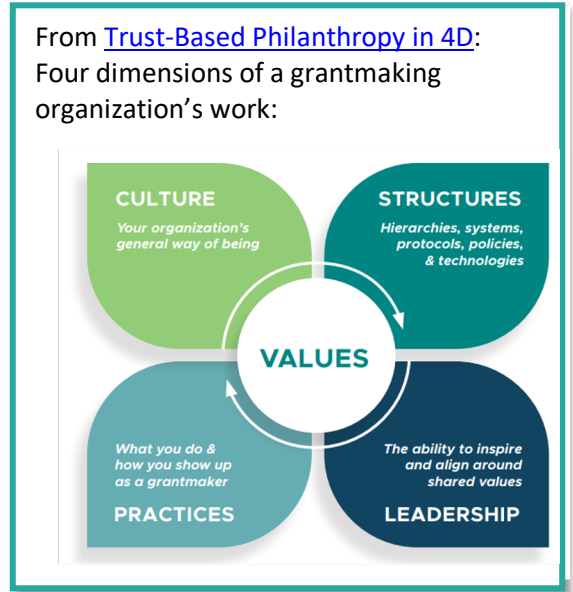 From Trust-Based Philanthropy in 4D:
Four dimensions of a grantmaking
organization’s work:
CULTURE
Your organization’s
general way of being
STRUCTURES
Hierarchies, systems,
protocols, policies,
& technologies
VALUES
What you do &
how you show up
as a grantmaker
PRACTICES
The ability to inspire
and align around
shared values
LEADERSHIP